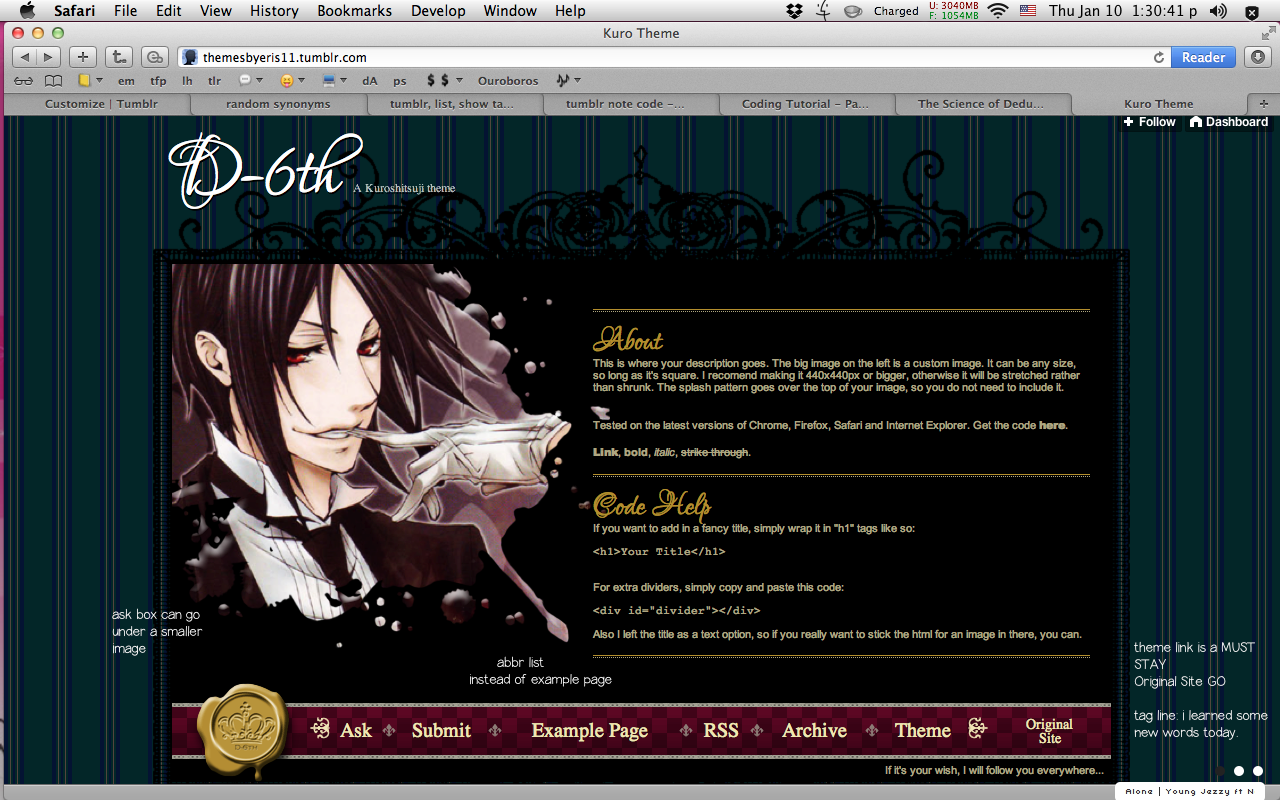 Safari File Edit View History Bookmarks Develop Window Help
Charged U: 3040MB F: 1054MB Thu Jan 10 1:30:41 p
Kuro Theme
themesbyeris11.tumblr.com Reader
em tfp lh tlr dA ps $ $ Ouroboros
Customize | Tumblr random synonyms tumblr, list, show ta... tumblr note code -... Coding Tutorial - Pa... The Science of Dedu... Kuro Theme
Follow Dashboard
D-6th
A Kuroshitsuji theme
About
This is where your description goes. The big image on the left is a custom image. It can be any size,
so long as it's square. I recomend making it 440x440px or bigger, otherwise it will be stretched rather
than shrunk. The splash pattern goes over the top of your image, so you do not need to include it.
Tested on the latest versions of Chrome, Firefox, Safari and Internet Explorer. Get the code here.
Link, bold, italic, strike through.
Code Help
If you want to add in a fancy title, simply wrap it in "h1" tags like so:
<h1>Your Title</h1>
For extra dividers, simply copy and paste this code:
<div id="divider"></div>
Also I left the title as a text option, so if you really want to stick the html for an image in there, you can.
ask box can go
under a smaller
image
abbr list
instead of example page
theme link is a MUST
STAY
Original Site GO
tag line: i learned some
new words today.
D-6TH
Ask Submit Example Page RSS Archive Theme Original
Site
If it's your wish, I will follow you everywhere...
Alone | Young Jezzy ft N